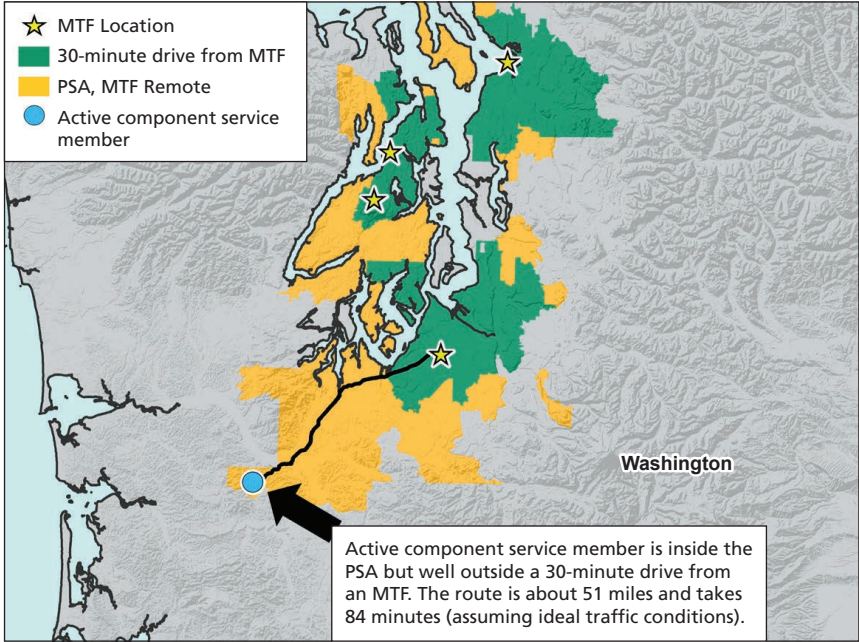 MTF Location
30-minute drive from MTF
PSA, MTF Remote
Active component service
member
Washington
Active component service member is inside the
PSA but well outside a 30-minute drive from
an MTF. The route is about 51 miles and takes
84 minutes (assuming ideal traffic conditions).